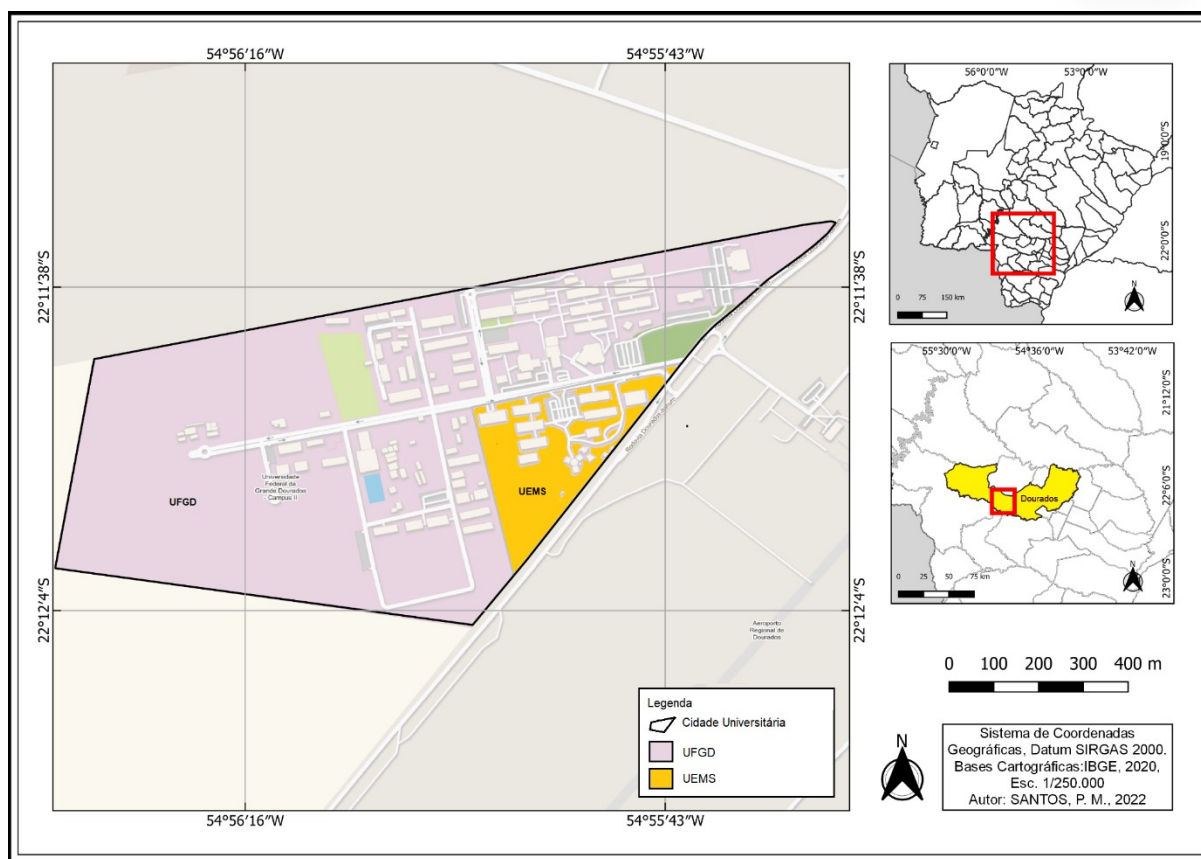 54°56'16"W
54°55'43"W
22°11'38"S
22°12'4"S
22°11'38"S
22°12'4"S
54°56'16"W
54°55'43"W
UFGD
Universidade
Federal da
Grande Dourados
- Campus II
UEMS
Rodovia Dourados-Itahum
Aeroporto
Regional de
Dourados
Legenda
Cidade Universitária
UFGD
UEMS
56°0'0"W
53°0'0"W
19°0'0"S
22°0'0"S
N
0 75 150 km
55°30'0"W
54°36'0"W
53°42'0"W
21°12'0"S
22°6'0"S
23°0'0"S
Dourados
N
0 25 50 75 km
0 100 200 300 400 m
N
Sistema de Coordenadas
Geográficas, Datum SIRGAS 2000.
Bases Cartográficas:IBGE, 2020,
Esc. 1/250.000
Autor: SANTOS, P. M., 2022